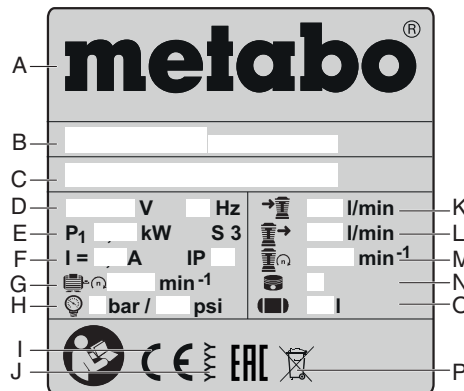 metabo®
A
B
C
D V Hz
E P1 , kW S 3
F I = , A IP
G n min-1
H bar / psi
I
J
CE EAC
→ l/min K
→ l/min L
n min-1 M
N
l O
P